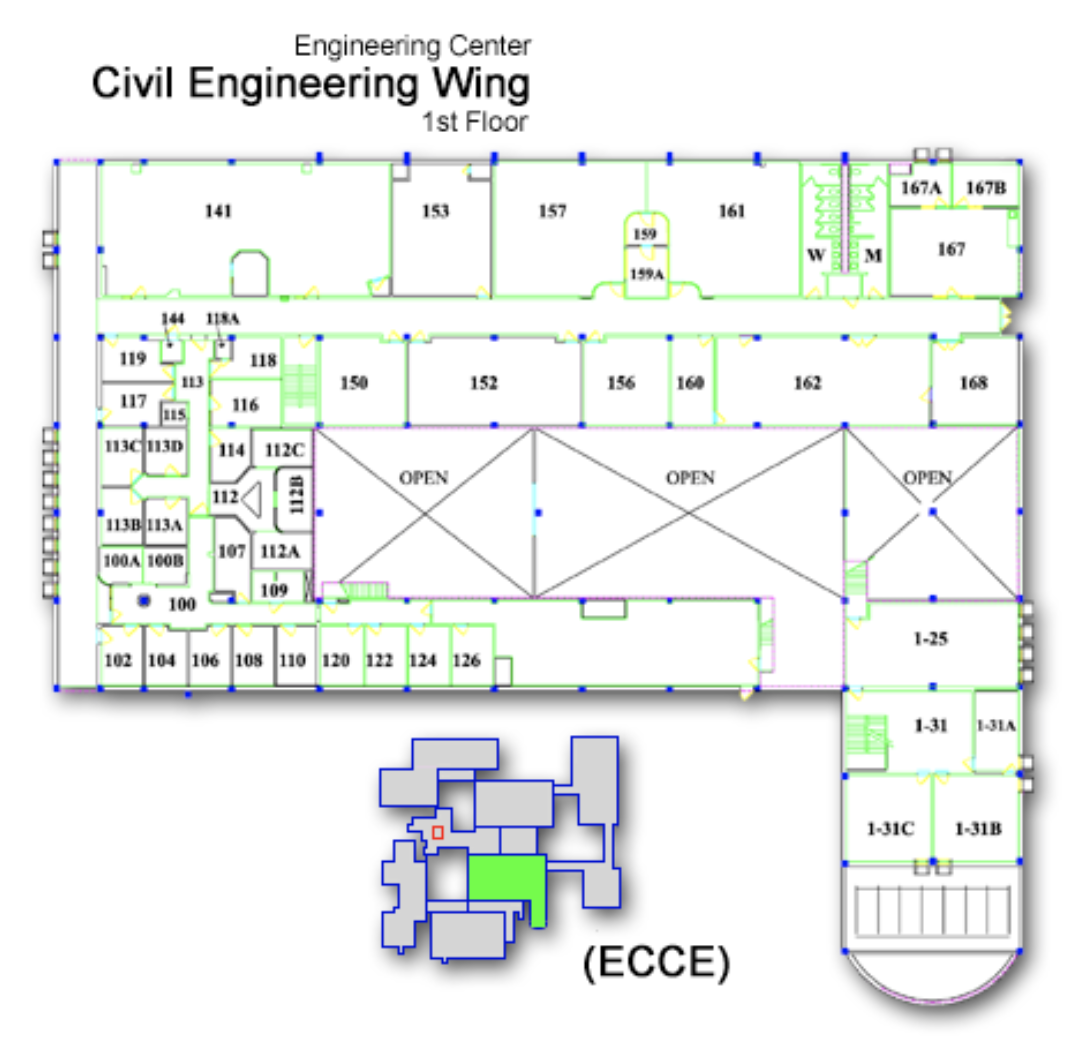 Engineering Center
Civil Engineering Wing
1st Floor
141
153
157
159
159A
161
W
M
167A
167B
167
144
118A
119
113
118
117
115
116
150
152
156
160
162
168
113C
113D
114
112C
112
112B
OPEN
OPEN
OPEN
113B
113A
107
112A
100A
100B
109
100
102
104
106
108
110
120
122
124
126
1-25
1-31
1-31A
1-31C
1-31B
(ECCE)